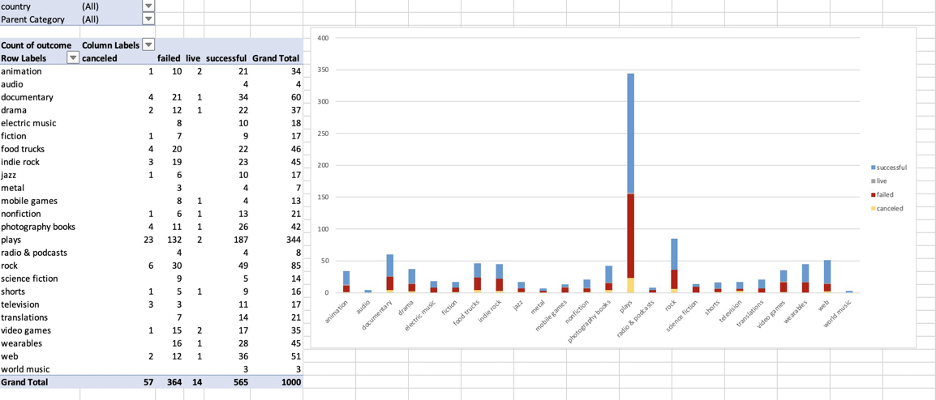 country (All)
Parent Category (All)
Count of outcome Column Labels
Row Labels canceled failed live successful Grand Total
animation 1 10 2 21 34
audio 4 4
documentary 4 21 1 34 60
drama 2 12 1 22 37
electric music 8 10 18
fiction 1 7 9 17
food trucks 4 20 22 46
indie rock 3 19 23 45
jazz 1 6 10 17
metal 3 4 7
mobile games 8 1 4 13
nonfiction 1 6 1 13 21
photography books 4 11 1 26 42
plays 23 132 2 187 344
radio & podcasts 4 4 8
rock 6 30 49 85
science fiction 9 5 14
shorts 1 5 1 9 16
television 3 3 11 17
translations 7 14 21
video games 1 15 2 17 35
wearables 16 1 28 45
web 2 12 1 36 51
world music 3 3
Grand Total 57 364 14 565 1000
400
350
300
250
200
150
100
50
0
animation
audio
documentary
drama
electric music
fiction
food trucks
indie rock
jazz
metal
mobile games
nonfiction
photography books
plays
radio & podcasts
rock
science fiction
shorts
television
translations
video games
wearables
web
world music
successful
live
failed
canceled